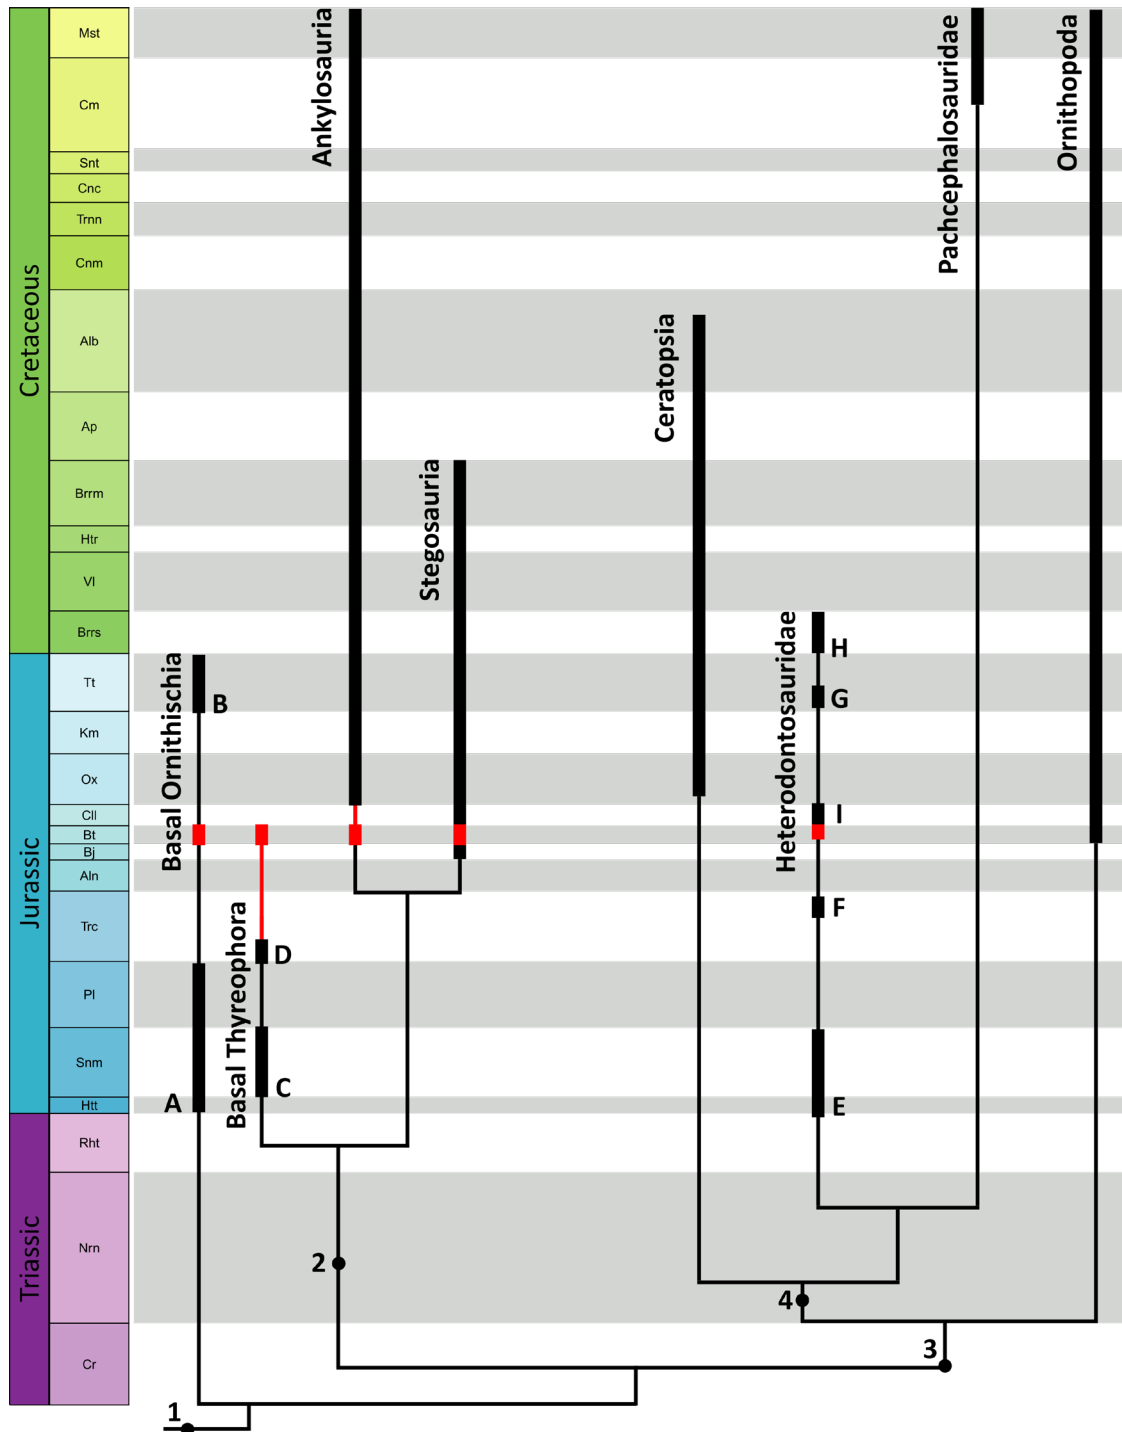 Cretaceous
Jurassic
Triassic
Mst
Cm
Snt
Cnc
Trnn
Cnm
Alb
Ap
Brrm
Htr
Vl
Brrs
Tt
Km
Ox
Cll
Bt
Bj
Aln
Trc
Pl
Snm
Htt
Rht
Nrn
Cr
Basal Ornithischia
B
A
Basal Thyreophora
D
C
Ankylosauria
Stegosauria
Ceratopsia
Heterodontosauridae
H
G
I
F
E
Pachcephalosauridae
Ornithopoda
2
4
3
1